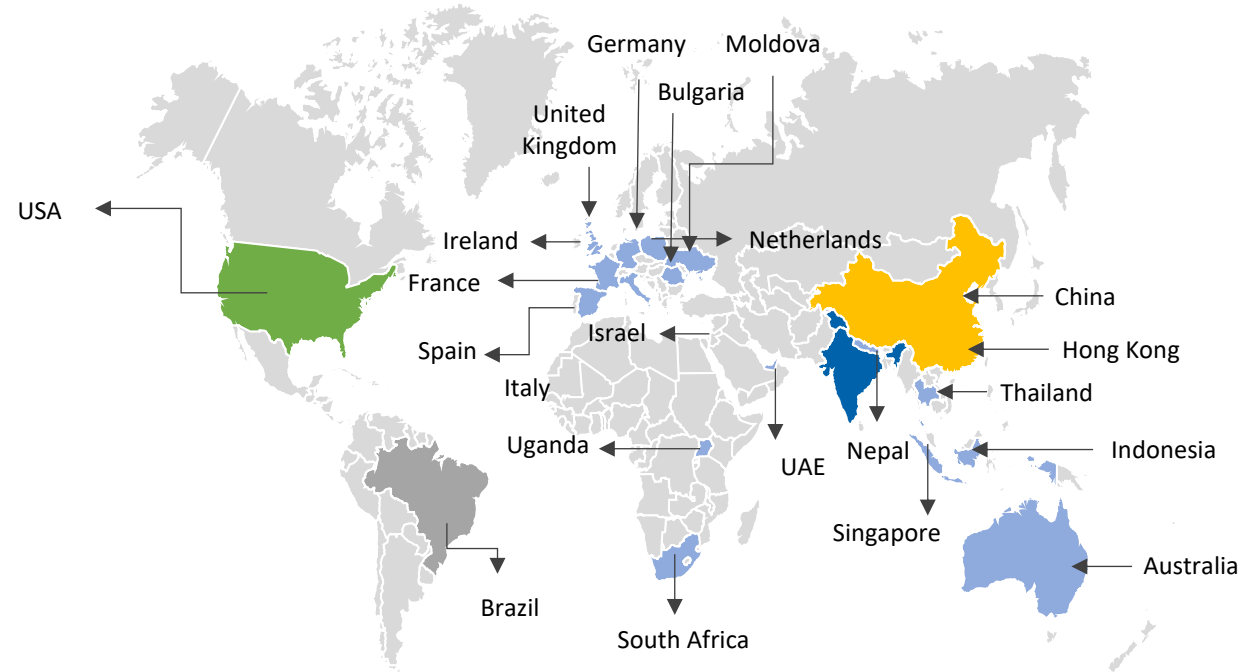 Germany
Moldova
Bulgaria
United
Kingdom
USA
Ireland
Netherlands
France
China
Israel
Spain
Hong Kong
Italy
Thailand
Uganda
Nepal
Indonesia
UAE
Singapore
Australia
Brazil
South Africa